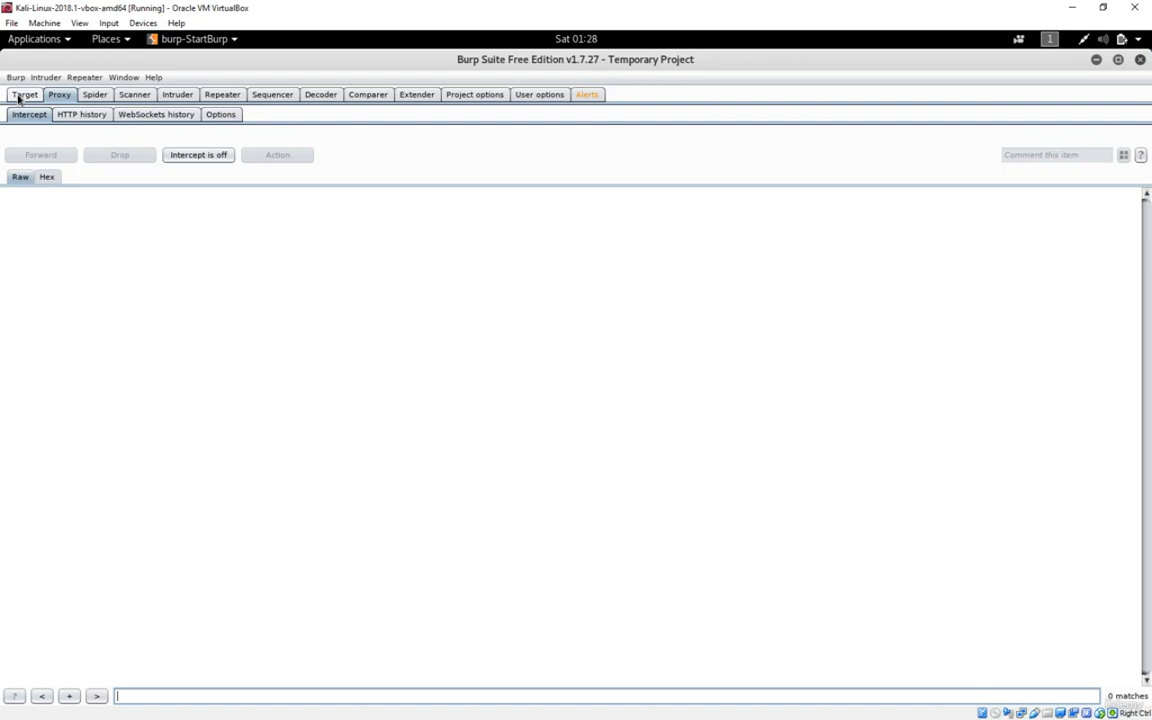 Kali-Linux-2018.1-vbox-amd64 [Running] - Oracle VM VirtualBox
File Machine View Input Devices Help
Applications Places burp-StartBurp Sat 01:28 1
Burp Suite Free Edition v1.7.27 - Temporary Project
Burp Intruder Repeater Window Help
Target Proxy Spider Scanner Intruder Repeater Sequencer Decoder Comparer Extender Project options User options Alerts
Intercept HTTP history WebSockets history Options
Forward Drop Intercept is off Action Comment this item ?
Raw Hex
? < + > 0 matches
Right Ctrl